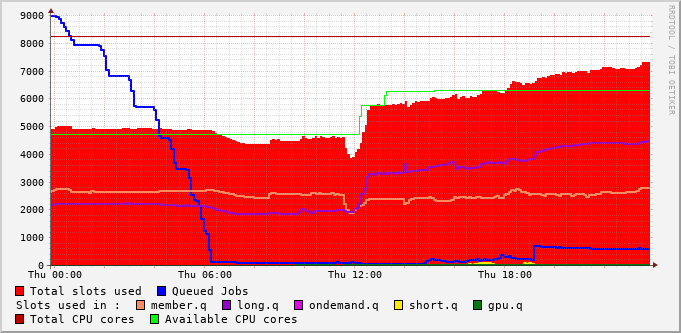 RRDTOOL / TOBI OETIKER
9000
8000
7000
6000
5000
4000
3000
2000
1000
0
Thu 00:00 Thu 06:00 Thu 12:00 Thu 18:00
Total slots used Queued Jobs
Slots used in : member.q long.q ondemand.q short.q gpu.q
Total CPU cores Available CPU cores